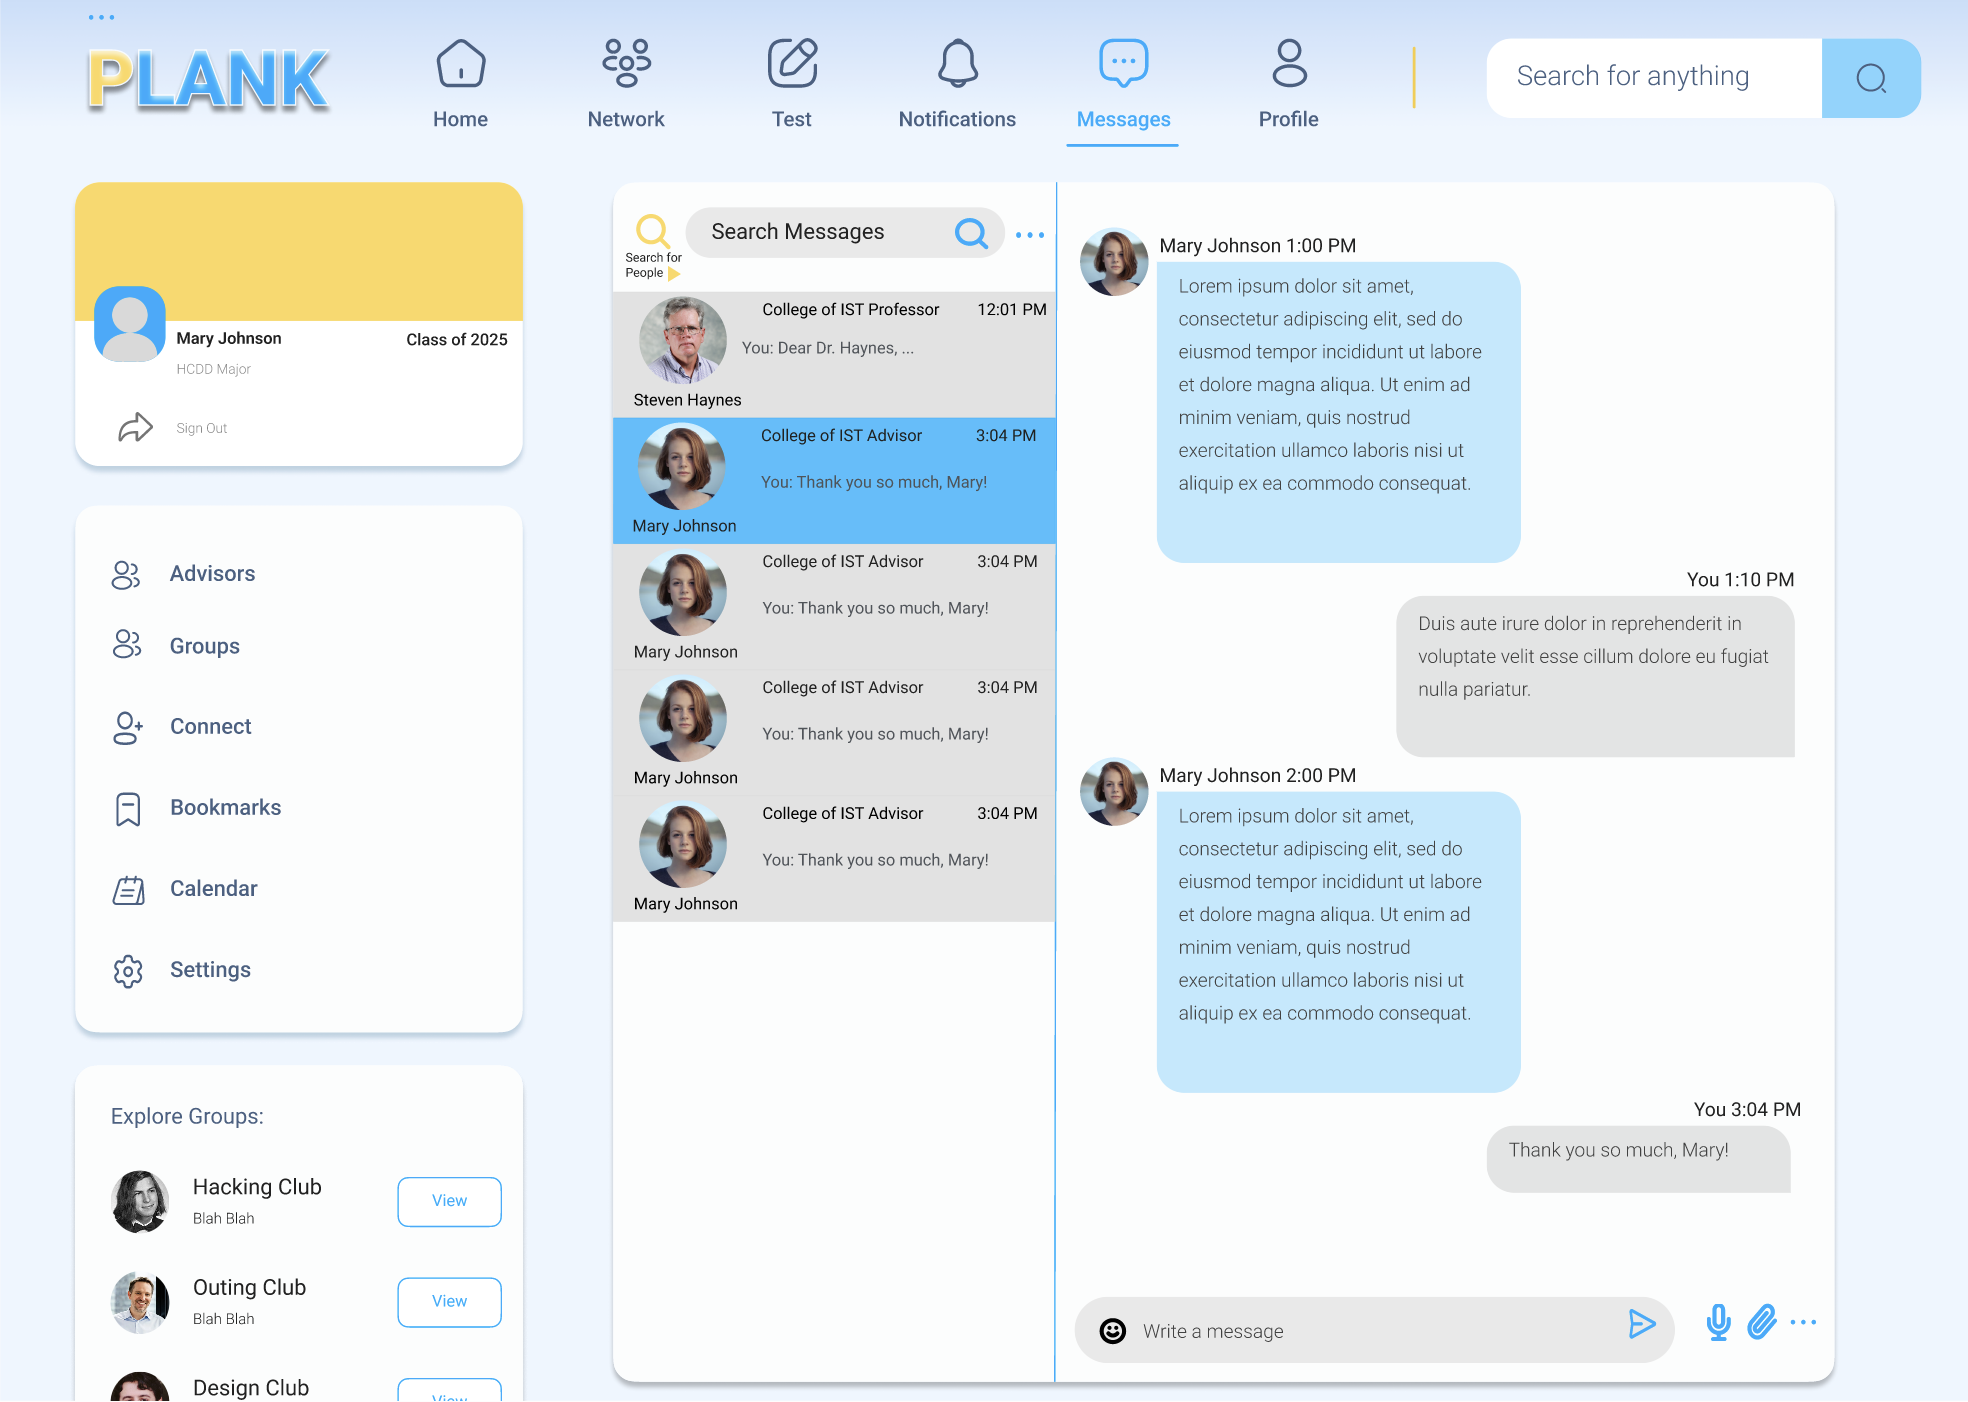 PLANK
Home
Network
Test
Notifications
Messages
Profile
Search for anything
Mary Johnson
Class of 2025
HCDD Major
Sign Out
Advisors
Groups
Connect
Bookmarks
Calendar
Settings
Explore Groups:
Hacking Club
Blah Blah
View
Outing Club
Blah Blah
View
Design Club
View
Search for
People
Search Messages
College of IST Professor
12:01 PM
You: Dear Dr. Haynes, ...
Steven Haynes
College of IST Advisor
3:04 PM
You: Thank you so much, Mary!
Mary Johnson
College of IST Advisor
3:04 PM
You: Thank you so much, Mary!
Mary Johnson
College of IST Advisor
3:04 PM
You: Thank you so much, Mary!
Mary Johnson
College of IST Advisor
3:04 PM
You: Thank you so much, Mary!
Mary Johnson
Mary Johnson 1:00 PM
Lorem ipsum dolor sit amet,
consectetur adipiscing elit, sed do
eiusmod tempor incididunt ut labore
et dolore magna aliqua. Ut enim ad
minim veniam, quis nostrud
exercitation ullamco laboris nisi ut
aliquip ex ea commodo consequat.
You 1:10 PM
Duis aute irure dolor in reprehenderit in
voluptate velit esse cillum dolore eu fugiat
nulla pariatur.
Mary Johnson 2:00 PM
Lorem ipsum dolor sit amet,
consectetur adipiscing elit, sed do
eiusmod tempor incididunt ut labore
et dolore magna aliqua. Ut enim ad
minim veniam, quis nostrud
exercitation ullamco laboris nisi ut
aliquip ex ea commodo consequat.
You 3:04 PM
Thank you so much, Mary!
Write a message